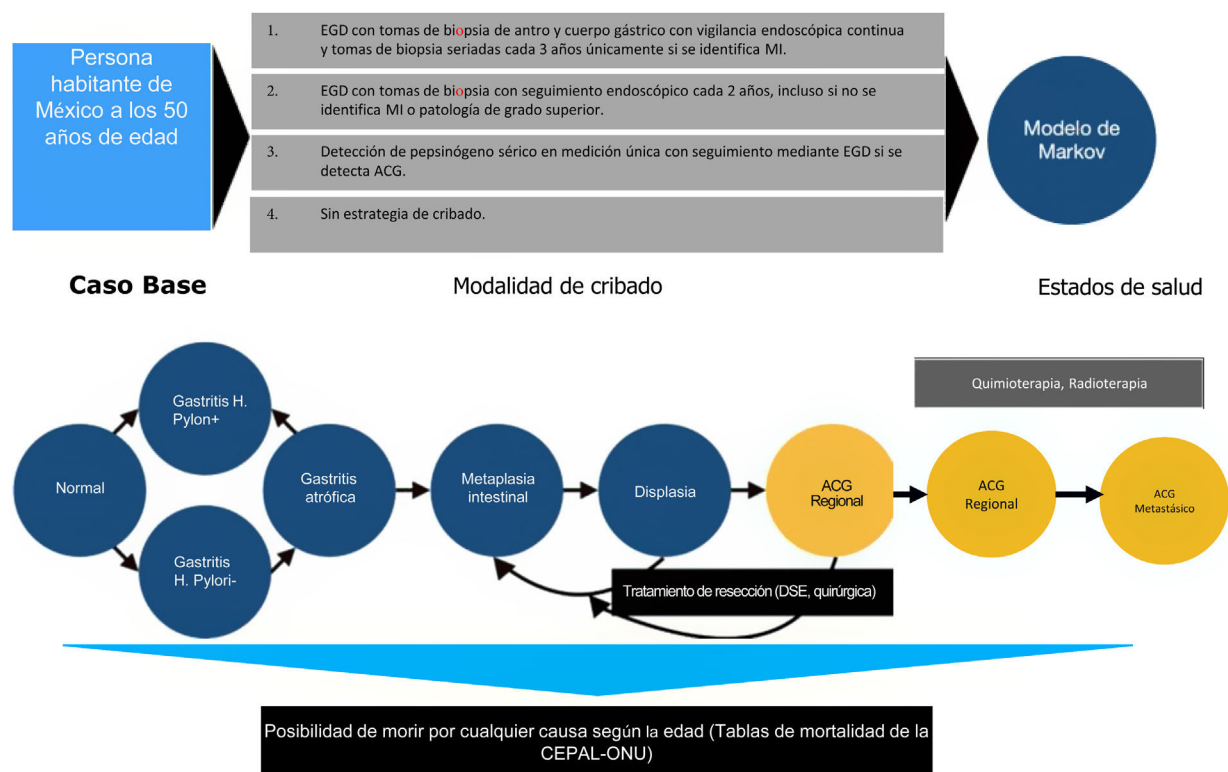 Persona
habitante de
México a los 50
años de edad
1. EGD con tomas de biopsia de antro y cuerpo gástrico con vigilancia endoscópica continua
y tomas de biopsia seriadas cada 3 años únicamente si se identifica MI.
2. EGD con tomas de biopsia con seguimiento endoscópico cada 2 años, incluso si no se
identifica MI o patología de grado superior.
3. Detección de pepsinógeno sérico en medición única con seguimiento mediante EGD si se
detecta ACG.
4. Sin estrategia de cribado.
Modelo de
Markov
Caso Base
Modalidad de cribado
Estados de salud
Quimioterapia, Radioterapia
Normal
Gastritis H.
Pylon+
Gastritis
H. Pylori-
Gastritis
atrófica
Metaplasia
intestinal
Displasia
ACG
Regional
ACG
Regional
ACG
Metastásico
Tratamiento de resección (DSE, quirúrgica)
Posibilidad de morir por cualquier causa según la edad (Tablas de mortalidad de la
CEPAL-ONU)